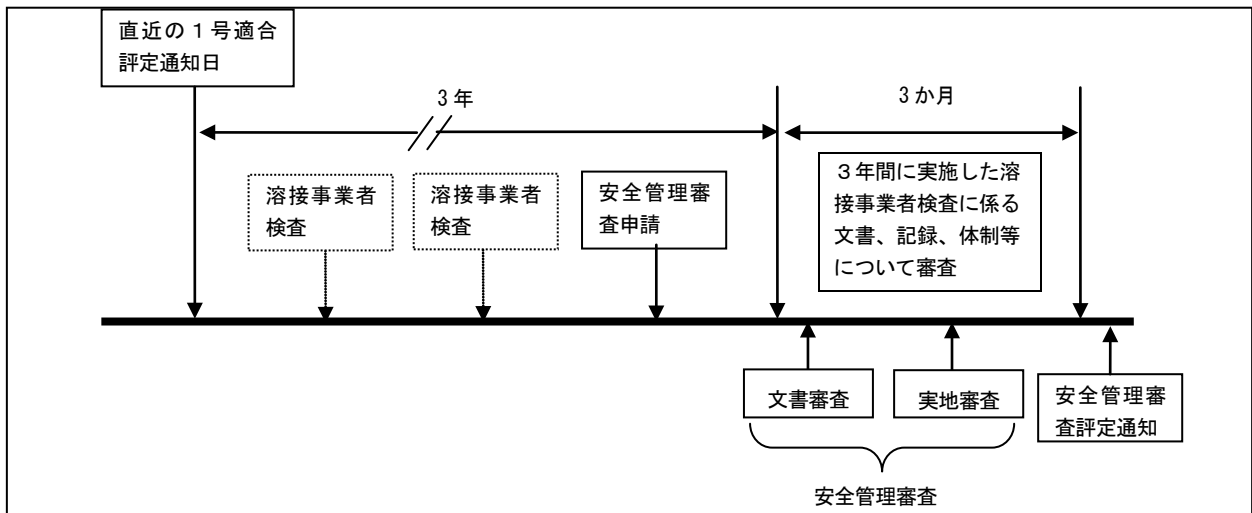 直近の１号適合
評定通知日
３年
３か月
溶接事業者
検査
溶接事業者
検査
安全管理審
査申請
３年間に実施した溶
接事業者検査に係る
文書、記録、体制等
について審査
文書審査
実地審査
安全管理審
査評定通知
安全管理審査